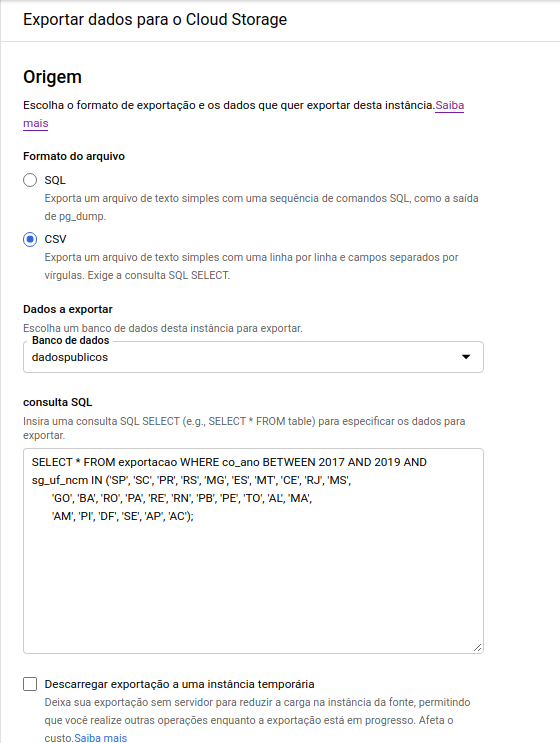 Exportar dados para o Cloud Storage
Origem
Escolha o formato de exportação e os dados que quer exportar desta instância.Saiba
mais
Formato do arquivo
SQL
Exporta um arquivo de texto simples com uma sequência de comandos SQL, como a saída
de pg_dump.
CSV
Exporta um arquivo de texto simples com uma linha por linha e campos separados por
vírgulas. Exige a consulta SQL SELECT.
Dados a exportar
Escolha um banco de dados desta instância para exportar.
Banco de dados
dadospublicos
consulta SQL
Insira uma consulta SQL SELECT (e.g., SELECT * FROM table) para especificar os dados para
exportar.
SELECT * FROM exportacao WHERE co_ano BETWEEN 2017 AND 2019 AND
sg_uf_ncm IN ('SP', 'SC', 'PR', 'RS', 'MG', 'ES', 'MT', 'CE', 'RJ', 'MS',
'GO', 'BA', 'RO', 'PA', 'RE', 'RN', 'PB', 'PE', 'TO', 'AL', 'MA',
'AM', 'PI', 'DF', 'SE', 'AP', 'AC');
Descarregar exportação a uma instância temporária
Deixa sua exportação sem servidor para reduzir a carga na instância da fonte, permitindo
que você realize outras operações enquanto a exportação está em progresso. Afeta o
custo.Saiba mais